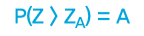 P(Z > Z_A) = A